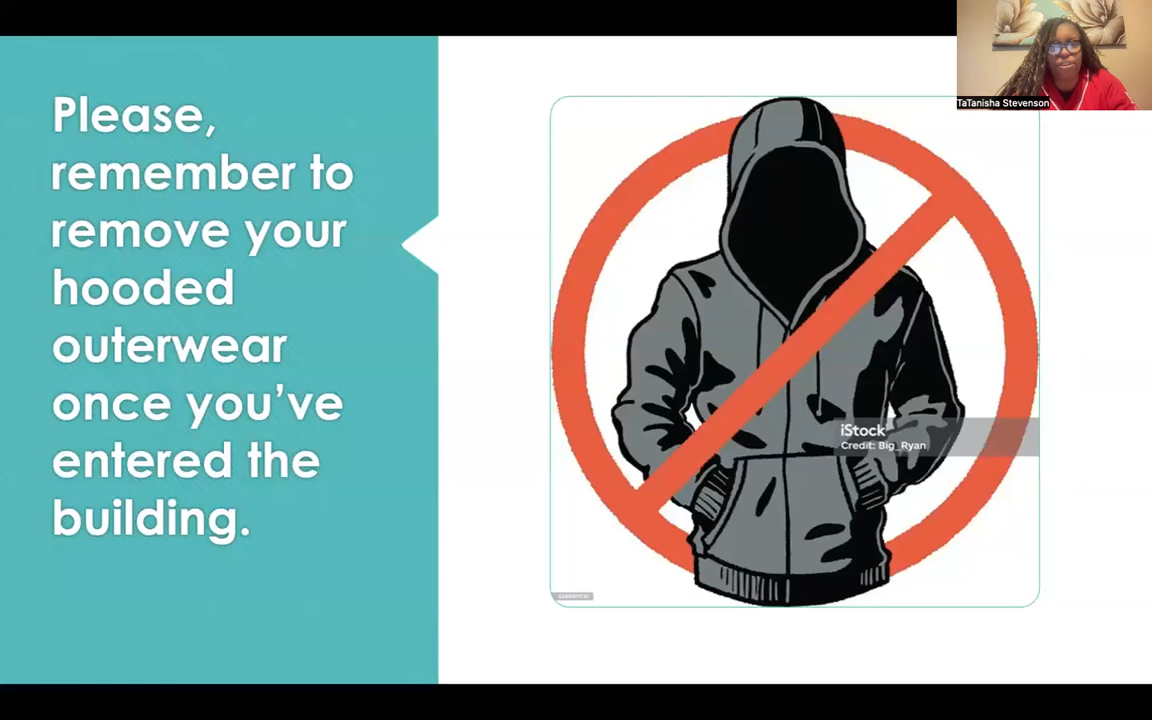 Please,
remember to
remove your
hooded
outerwear
once you’ve
entered the
building.
TaTanisha Stevenson
iStock
Credit: Big_Ryan